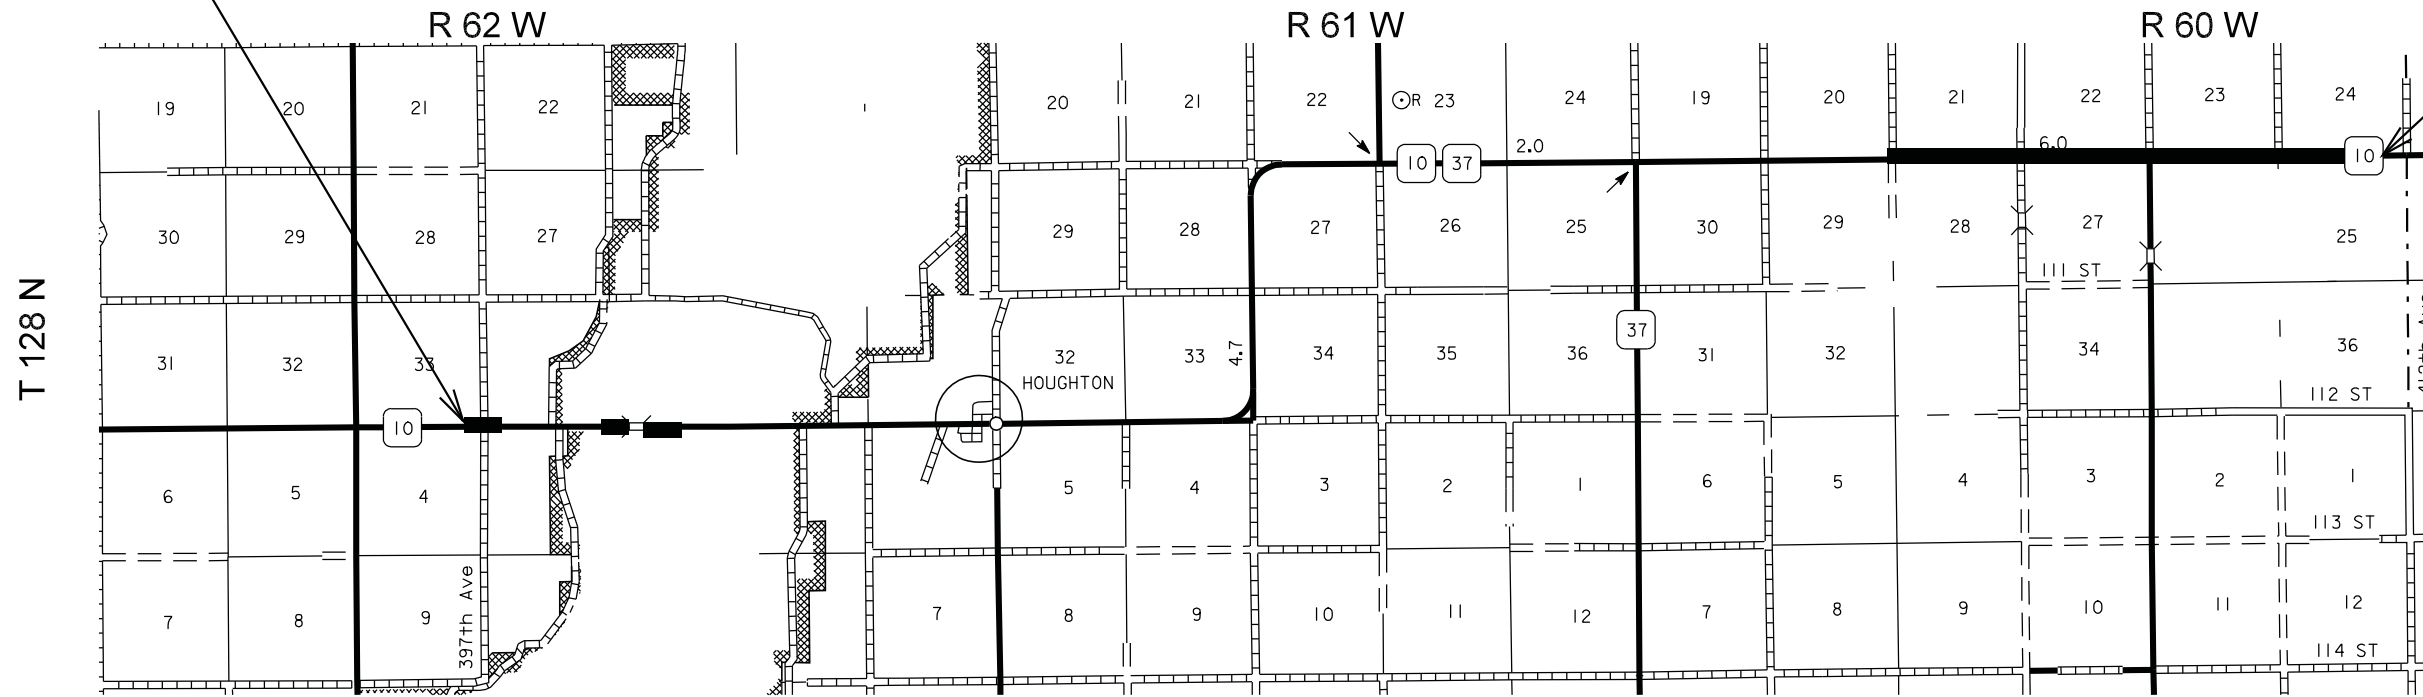 R 62 W R 61 W R 60 W
19 20 21 22 20 21 22 R 23 24 19 20 21 22 23 24
2.0 6.0
10 37 10
30 29 28 27 29 28 27 26 25 30 29 28 27 25
111 ST
T 128 N
37
31 32 33 32 33 4.7 34 35 36 31 32 34 36
HOUGHTON
112 ST
10
6 5 4 5 4 3 2 1 6 5 4 3 2 1
113 ST
397th Ave
7 8 9 7 8 9 10 11 12 7 8 9 10 11 12
114 ST